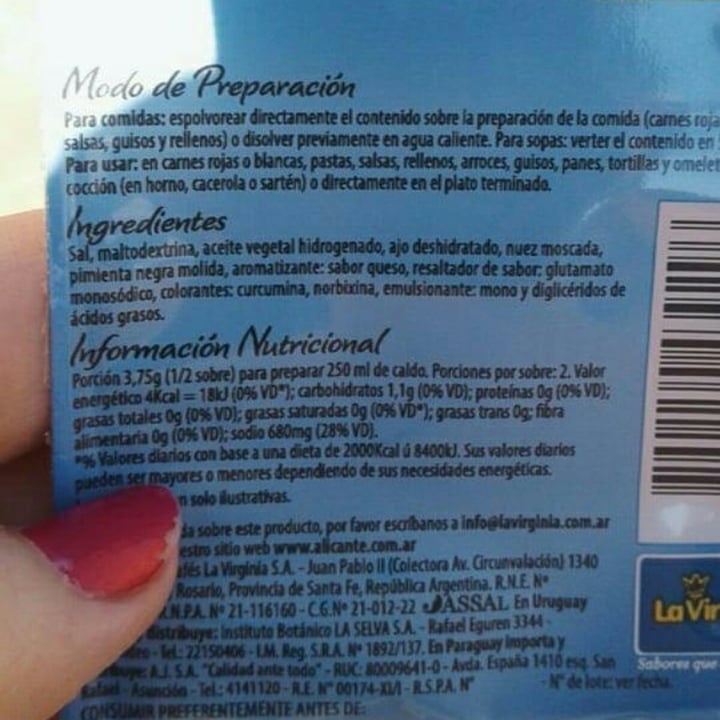 Modo de Preparación
Para comidas: espolvorear directamente el contenido sobre la preparación de la comida (carnes roja
salsas, guisos y rellenos) o disolver previamente en agua caliente. Para sopas: verter el contenido en
Para usar: en carnes rojas o blancas, pastas, salsas, rellenos, arroces, guisos, panes, tortillas y omelet
cocción (en horno, cacerola o sartén) o directamente en el plato terminado.
Ingredientes
Sal, maltodextrina, aceite vegetal hidrogenado, ajo deshidratado, nuez moscada,
pimienta negra molida, aromatizante: sabor queso, resaltador de sabor: glutamato
monosódico, colorantes: curcumina, norbixina, emulsionante: mono y diglicéridos de
ácidos grasos.
Información Nutricional
Porción 3,75g (1/2 sobre) para preparar 250 ml de caldo. Porciones por sobre: 2. Valor
energético 4Kcal = 18kJ (0% VD*); carbohidratos 1,1g (0% VD); proteínas 0g (0% VD);
grasas totales 0g (0% VD); grasas saturadas 0g (0% VD*); grasas trans 0g; fibra
alimentaria 0g (0% VD); sodio 680mg (28% VD).
*% Valores diarios con base a una dieta de 2000Kcal ú 8400kJ. Sus valores diarios
pueden ser mayores o menores dependiendo de sus necesidades energéticas.
n solo ilustrativas.
da sobre este producto, por favor escríbanos a info@lavirginia.com.ar
estro sitio web www.alicante.com.ar
fés La Virginia S.A. - Juan Pablo II (Colectora Av. Circunvalación) 1340
Rosario, Provincia de Santa Fe, República Argentina. R.N.E. N°
.N.P.A. N° 21-116160 - C.G.N° 21-012-22 JASSAL En Uruguay
distribuye: Instituto Botánico LA SELVA S.A. - Rafael Eguren 3344 -
deo - Tel.: 22150406 - I.M. Reg. S.R.A. N° 1892/137. En Paraguay importa y
buye: A.J. S.A. "Calidad ante todo" - RUC: 80009641-0 - Avda. España 1410 esq. San
Rafael - Asunción - Tel.: 4141120 - R.E. N° 00174-XI/1 - R.S.P.A. N° - N° de lote: ver fecha.
CONSUMIR PREFERENTEMENTE ANTES DE:
La Vir
Sabores que